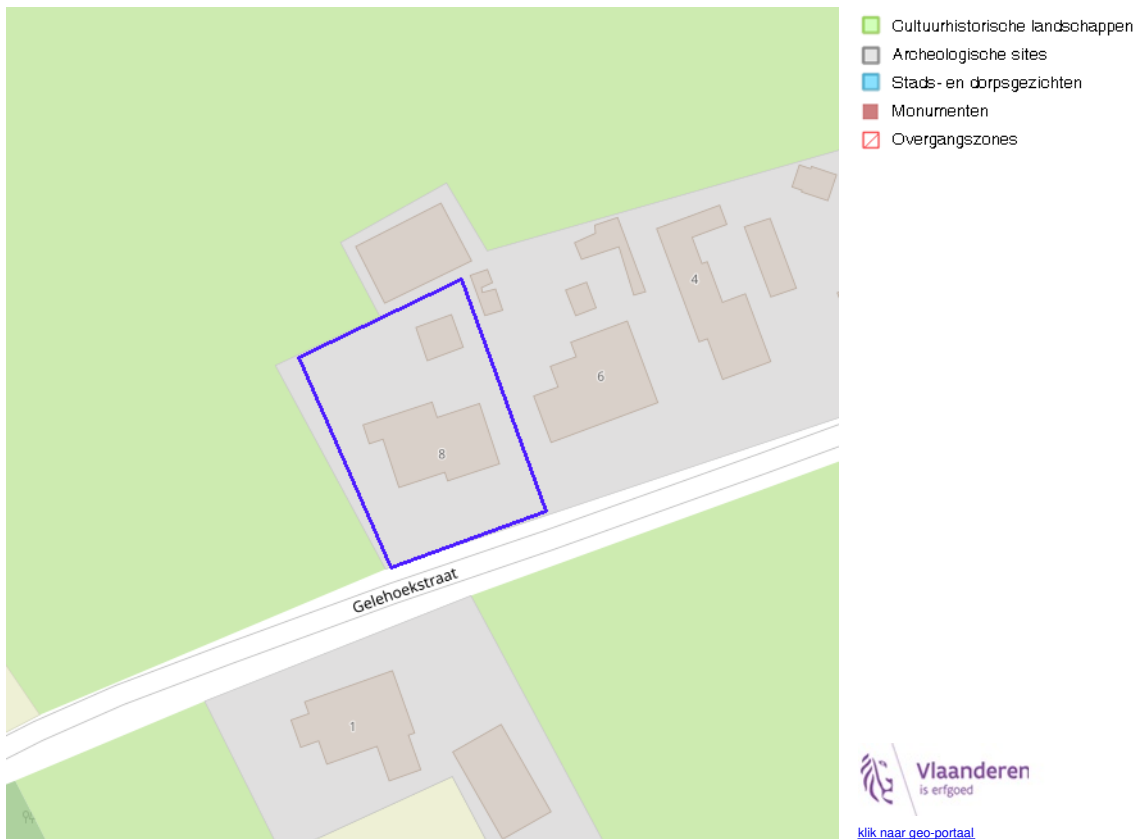 Cultuurhistorische landschappen
Archeologische sites
Stads- en dorpsgezichten
Monumenten
Overgangszones
4
6
8
Gelehoekstraat
1
94
Vlaanderen
is erfgoed
klik naar geo-portaal